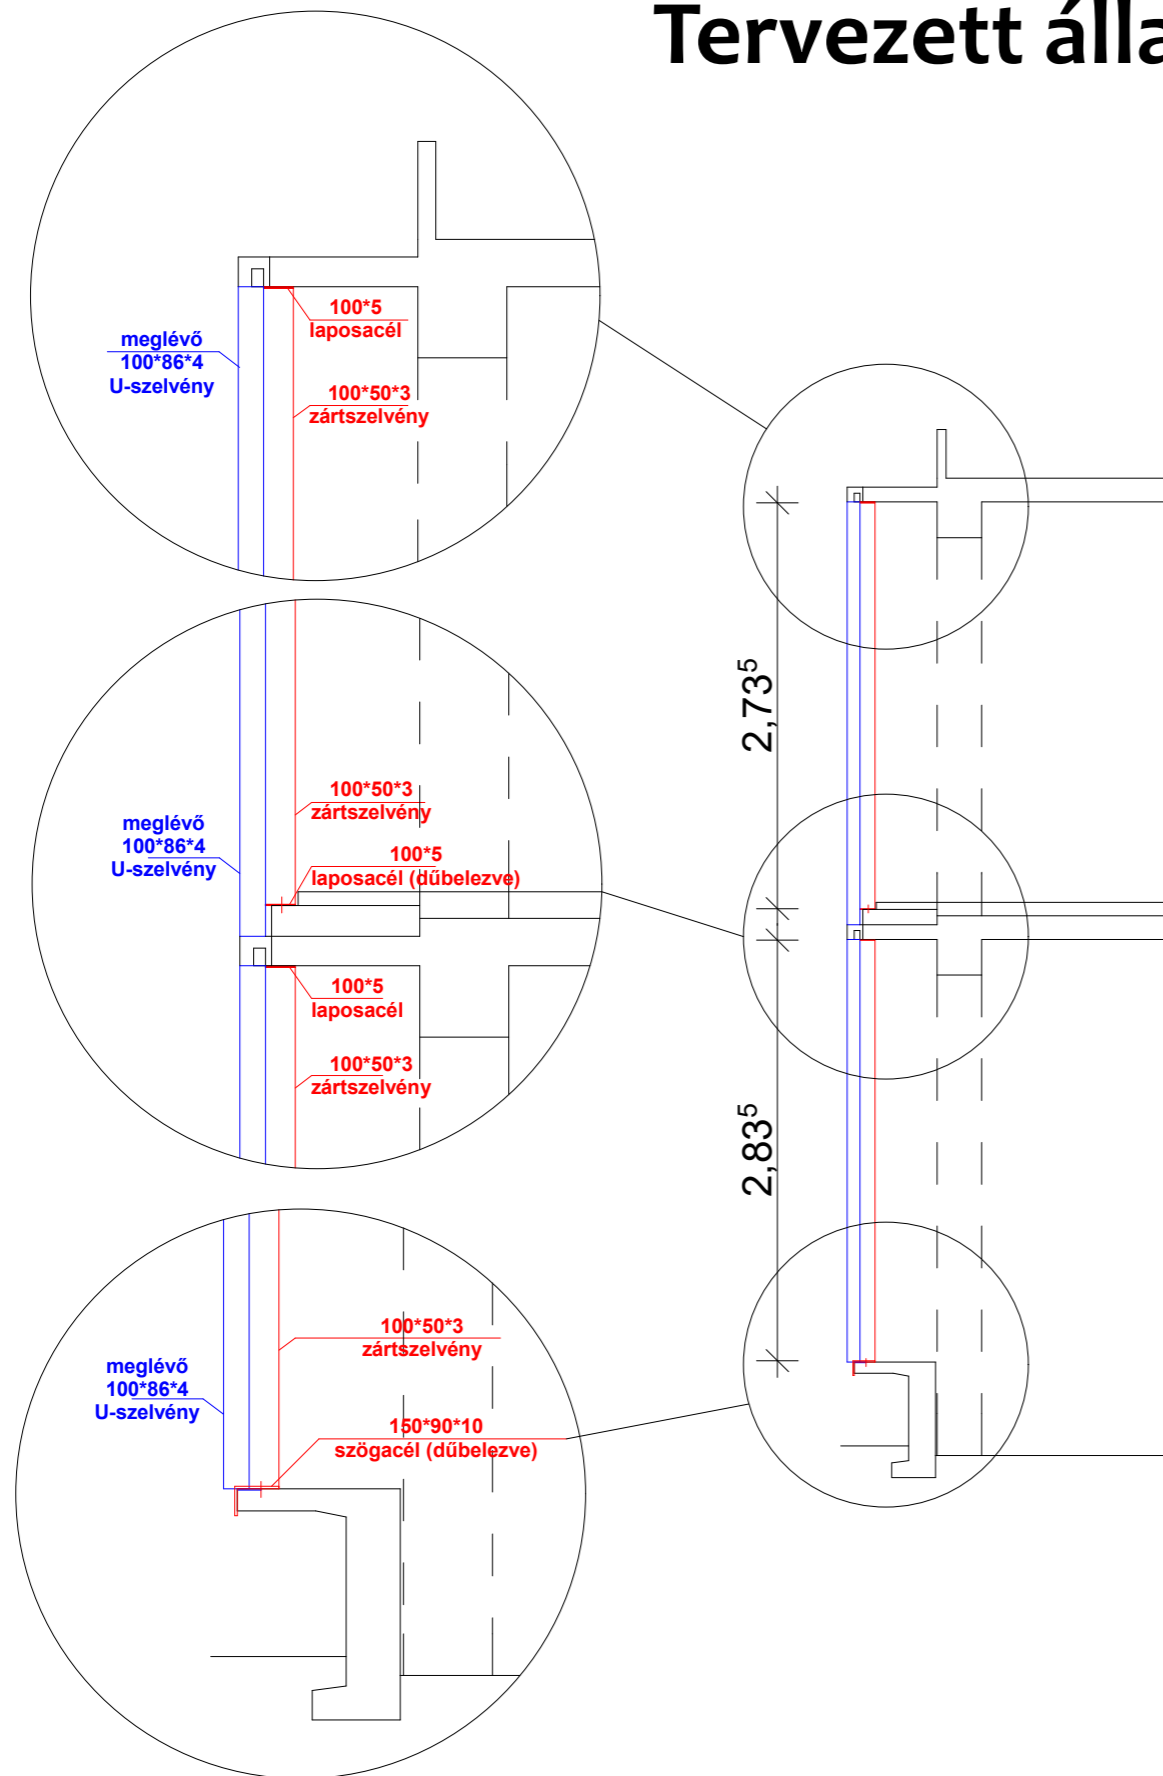 Tervezett álla
100*5
laposacél
meglévő
100*86*4
U-szelvény
100*50*3
zártszelvény
2,73⁵
100*50*3
zártszelvény
meglévő
100*86*4
U-szelvény
100*5
laposacél (dűbelezve)
100*5
laposacél
100*50*3
zártszelvény
2,83⁵
100*50*3
zártszelvény
meglévő
100*86*4
U-szelvény
150*90*10
szögacél (dűbelezve)